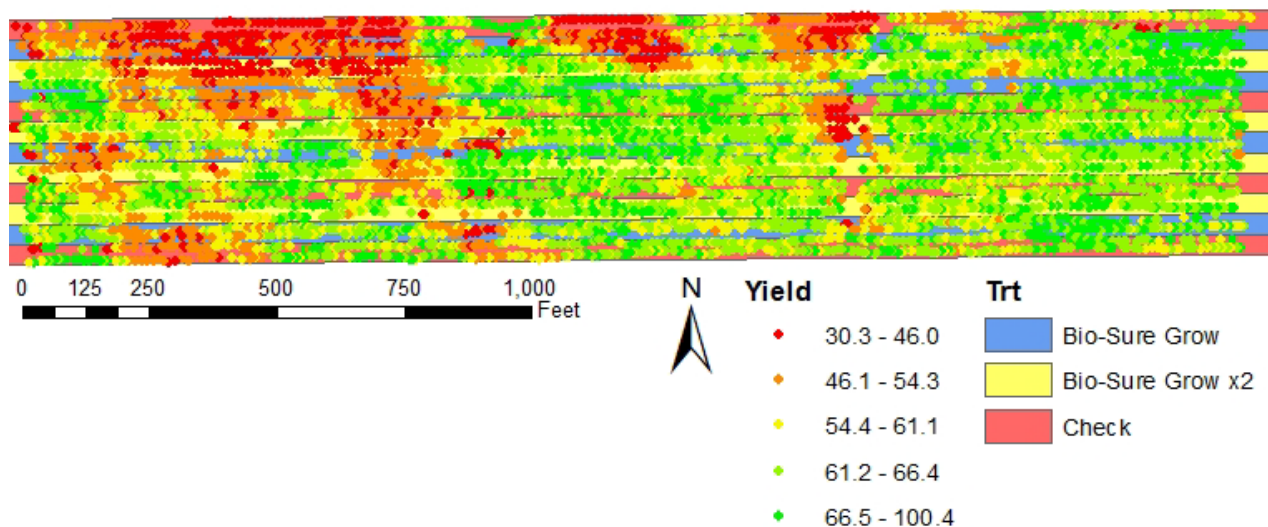 0 125 250 500 750 1,000
Feet
N
Yield
30.3 - 46.0
46.1 - 54.3
54.4 - 61.1
61.2 - 66.4
66.5 - 100.4
Trt
Bio-Sure Grow
Bio-Sure Grow x2
Check